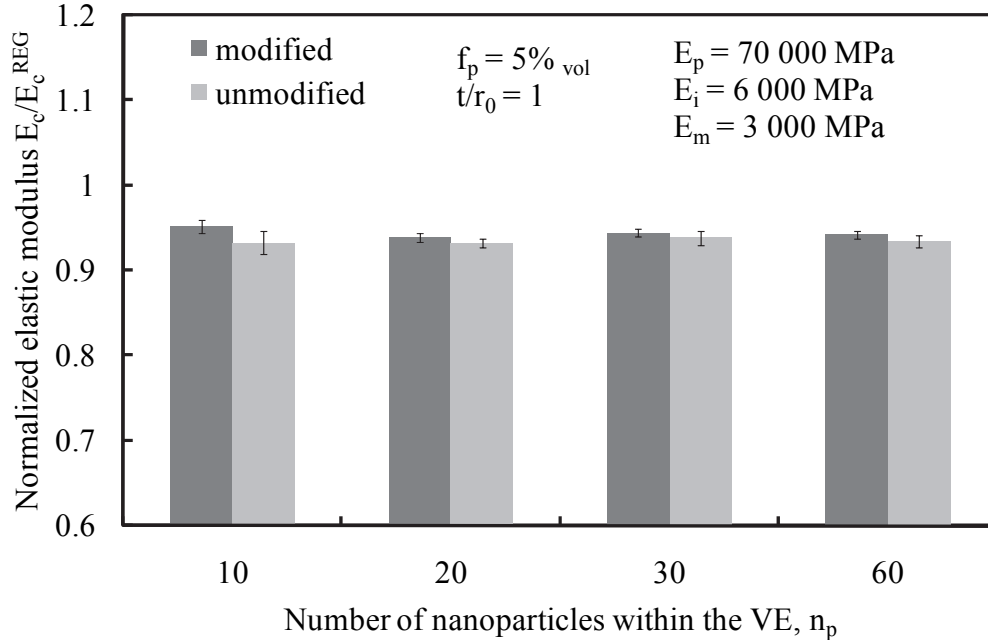 Normalized elastic modulus E_c/E_c^REG
1.2
1.1
1
0.9
0.8
0.7
0.6
modified
unmodified
f_p = 5% vol
t/r_0 = 1
E_p = 70 000 MPa
E_i = 6 000 MPa
E_m = 3 000 MPa
10 20 30 60
Number of nanoparticles within the VE, n_p